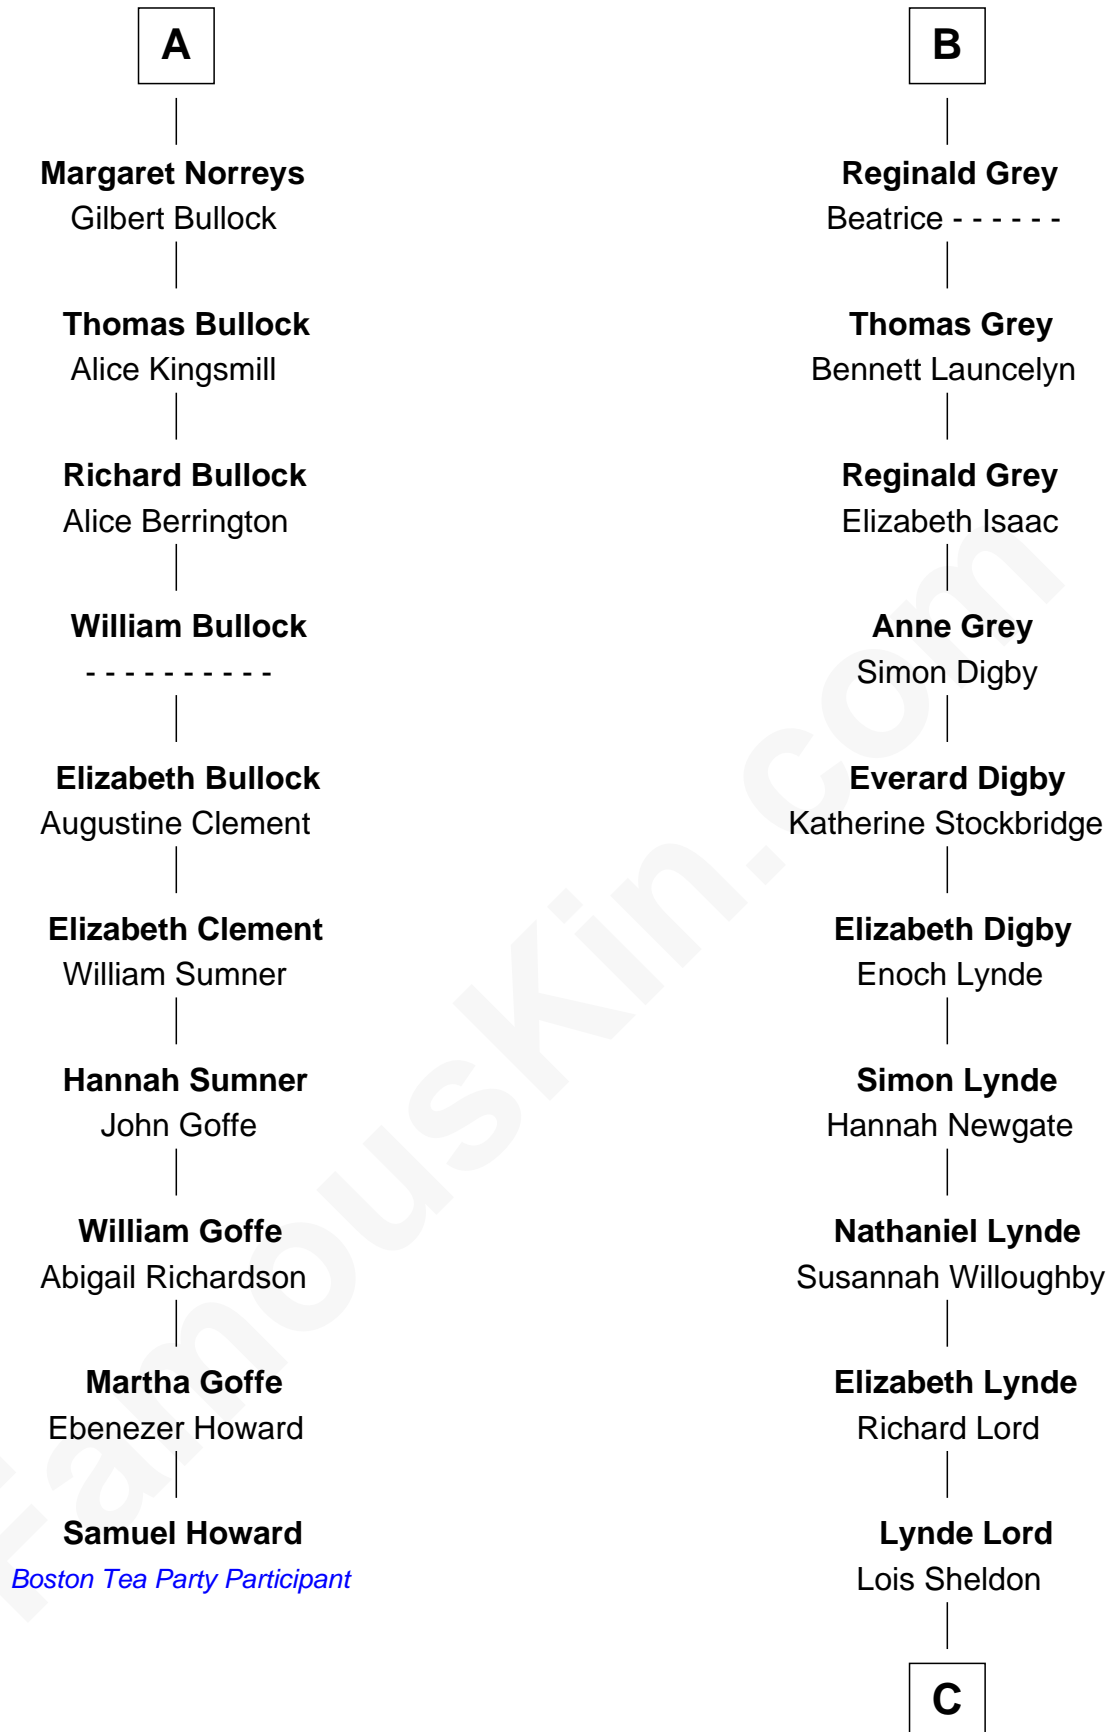 A
Margaret Norreys
Gilbert Bullock
Thomas Bullock
Alice Kingsmill
Richard Bullock
Alice Berrington
William Bullock
- - - - - - - - - -
Elizabeth Bullock
Augustine Clement
Elizabeth Clement
William Sumner
Hannah Sumner
John Goffe
William Goffe
Abigail Richardson
Martha Goffe
Ebenezer Howard
Samuel Howard
Boston Tea Party Participant
B
Reginald Grey
Beatrice - - - - - -
Thomas Grey
Bennett Launcelyn
Reginald Grey
Elizabeth Isaac
Anne Grey
Simon Digby
Everard Digby
Katherine Stockbridge
Elizabeth Digby
Enoch Lynde
Simon Lynde
Hannah Newgate
Nathaniel Lynde
Susannah Willoughby
Elizabeth Lynde
Richard Lord
Lynde Lord
Lois Sheldon
C
FamousKin.com